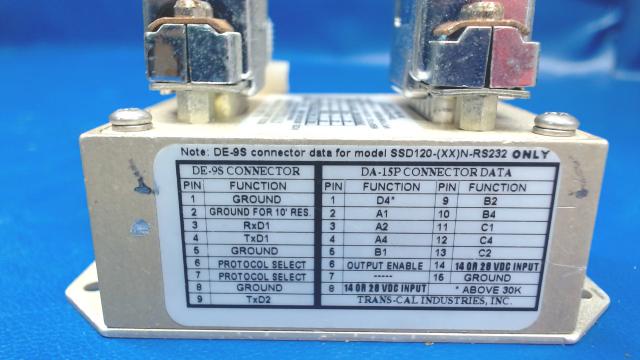 Note: DE-9S connector data for model SSD120-(XX)N-RS232 ONLY
DE-9S CONNECTOR DA-15P CONNECTOR DATA
PIN FUNCTION PIN FUNCTION PIN FUNCTION
1 GROUND 1 D4* 9 B2
2 GROUND FOR 10' RES. 2 A1 10 B4
3 RxD1 3 A2 11 C1
4 TxD1 4 A4 12 C4
5 GROUND 5 B1 13 C2
6 PROTOCOL SELECT 6 OUTPUT ENABLE 14 14 OR 28 VDC INPUT
7 PROTOCOL SELECT 7 ----- 15 GROUND
8 GROUND 8 14 OR 28 VDC INPUT * ABOVE 30K
9 TxD2 TRANS-CAL INDUSTRIES, INC.